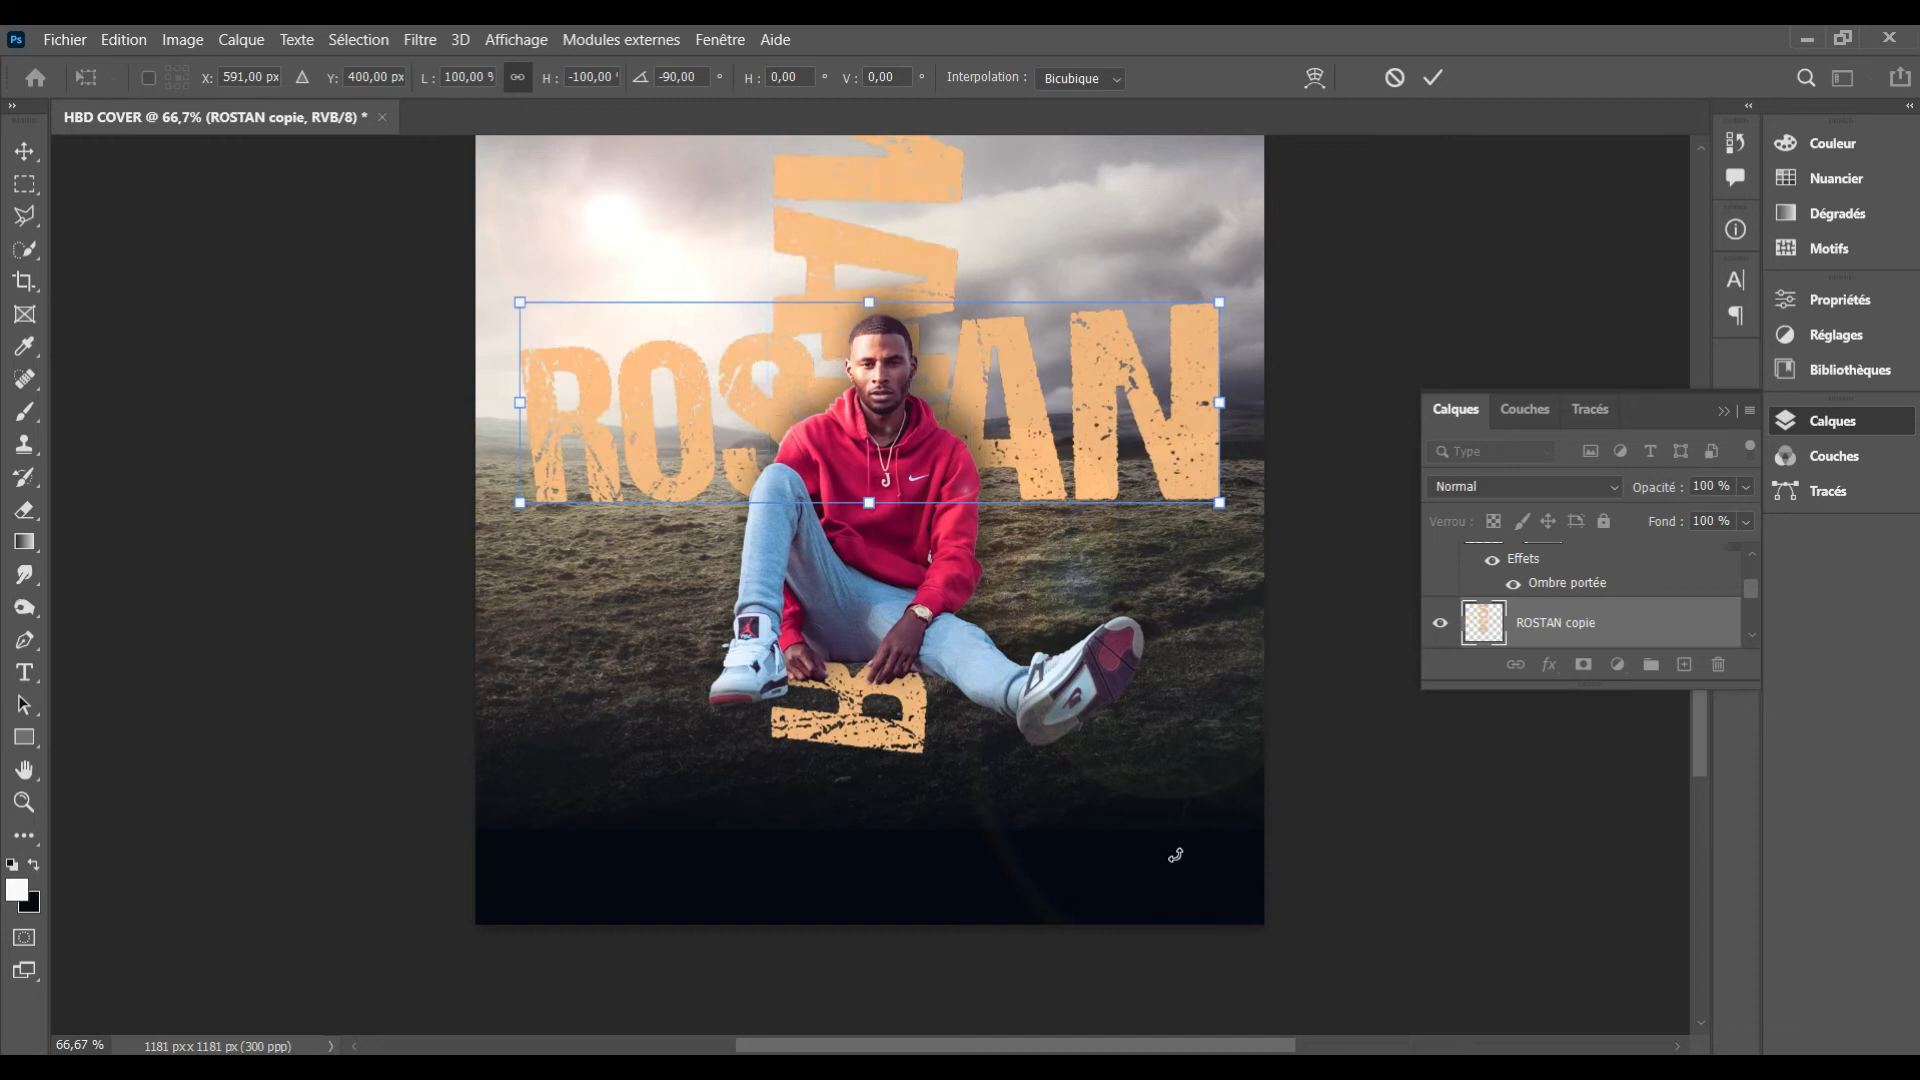 Ps Fichier Edition Image Calque Texte Sélection Filtre 3D Affichage Modules externes Fenêtre Aide
X: 591,00 px Y: 400,00 px L : 100,00 % H : -100,00 -90,00 ° H : 0,00 ° V : 0,00 ° Interpolation : Bicubique
HBD COVER @ 66,7% (ROSTAN copie, RVB/8) *
Couleur
Nuancier
Dégradés
Motifs
Propriétés
Réglages
Bibliothèques
Calques
Couches
Tracés
ROSTAN
J
R
Calques Couches Tracés
Type
Normal Opacité : 100 %
Verrou : Fond : 100 %
Effets
Ombre portée
ROSTAN copie
66,67 % 1181 px x 1181 px (300 ppp)